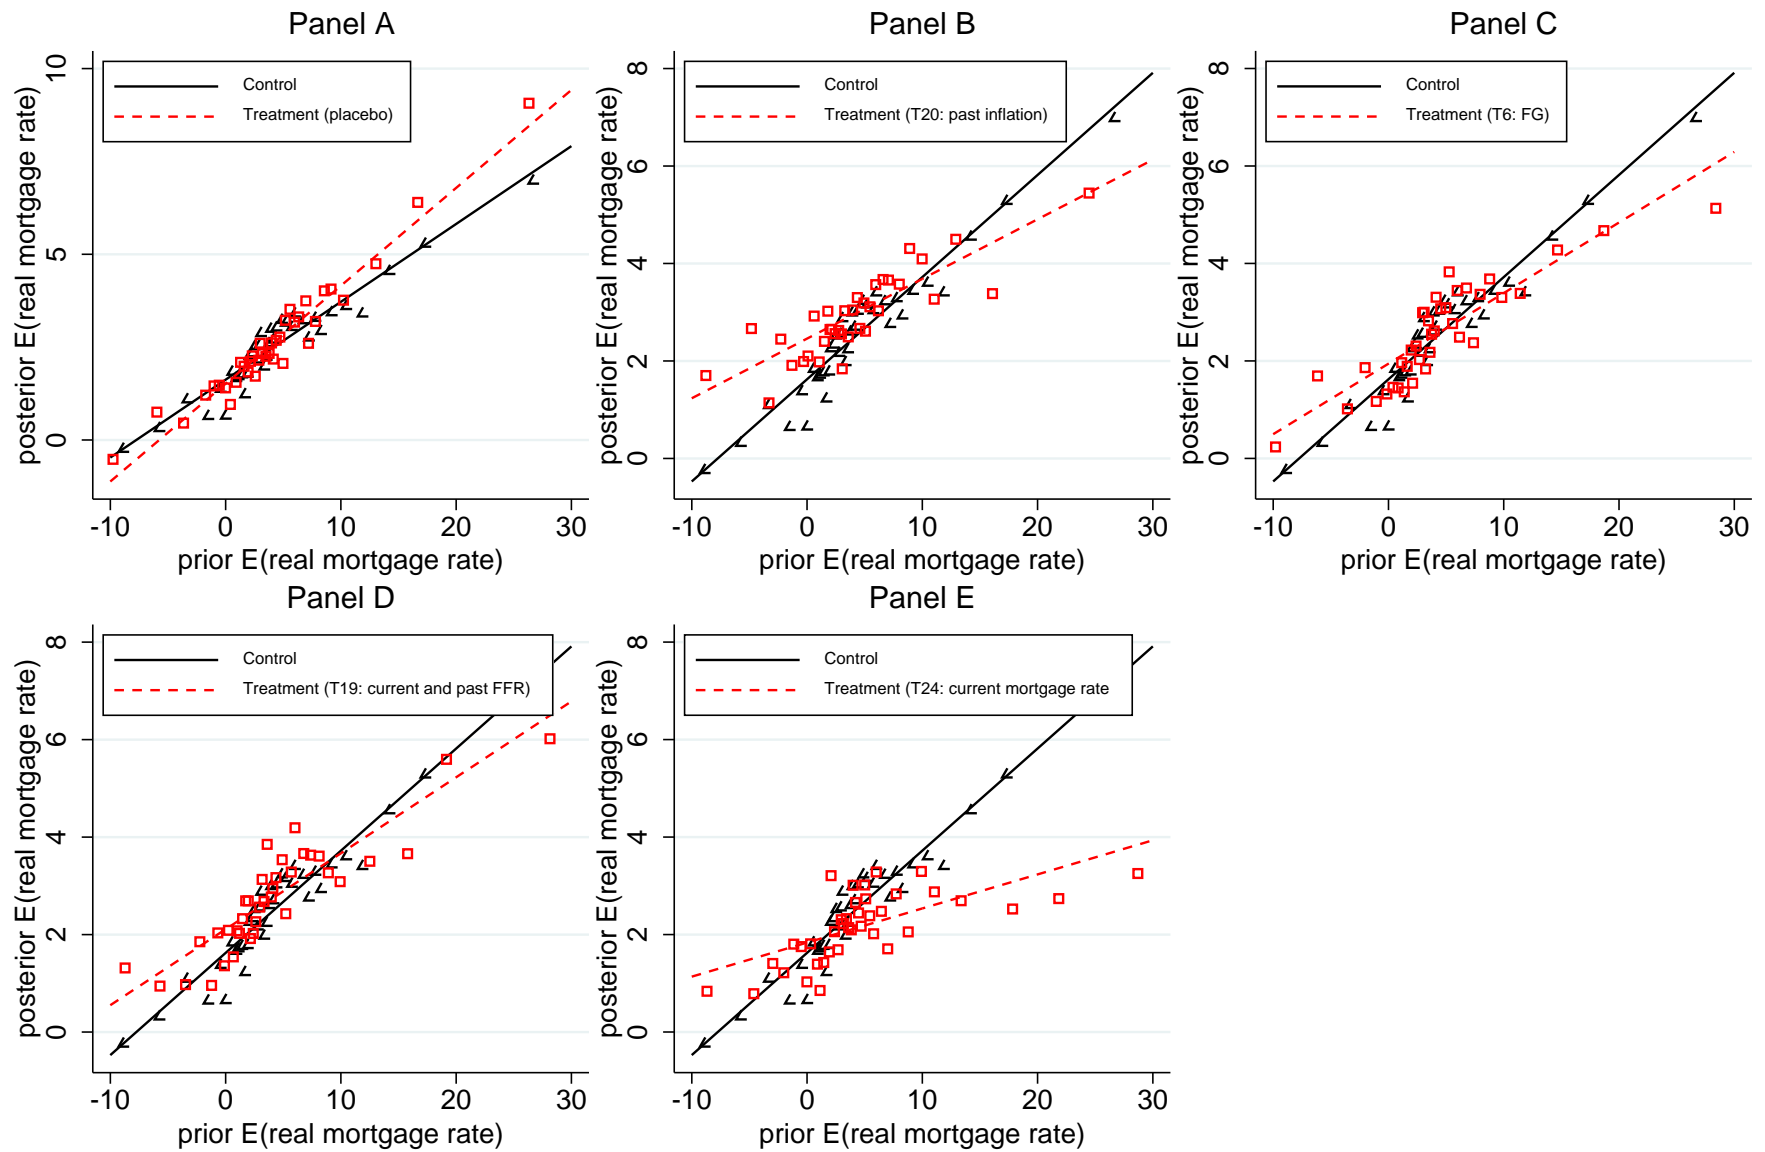 Panel A
posterior E(real mortgage rate)
10
5
0
Control
Treatment (placebo)
-10 0 10 20 30
prior E(real mortgage rate)
Panel B
posterior E(real mortgage rate)
8
6
4
2
0
Control
Treatment (T20: past inflation)
-10 0 10 20 30
prior E(real mortgage rate)
Panel C
posterior E(real mortgage rate)
8
6
4
2
0
Control
Treatment (T6: FG)
-10 0 10 20 30
prior E(real mortgage rate)
Panel D
posterior E(real mortgage rate)
8
6
4
2
0
Control
Treatment (T19: current and past FFR)
-10 0 10 20 30
prior E(real mortgage rate)
Panel E
posterior E(real mortgage rate)
8
6
4
2
0
Control
Treatment (T24: current mortgage rate
-10 0 10 20 30
prior E(real mortgage rate)